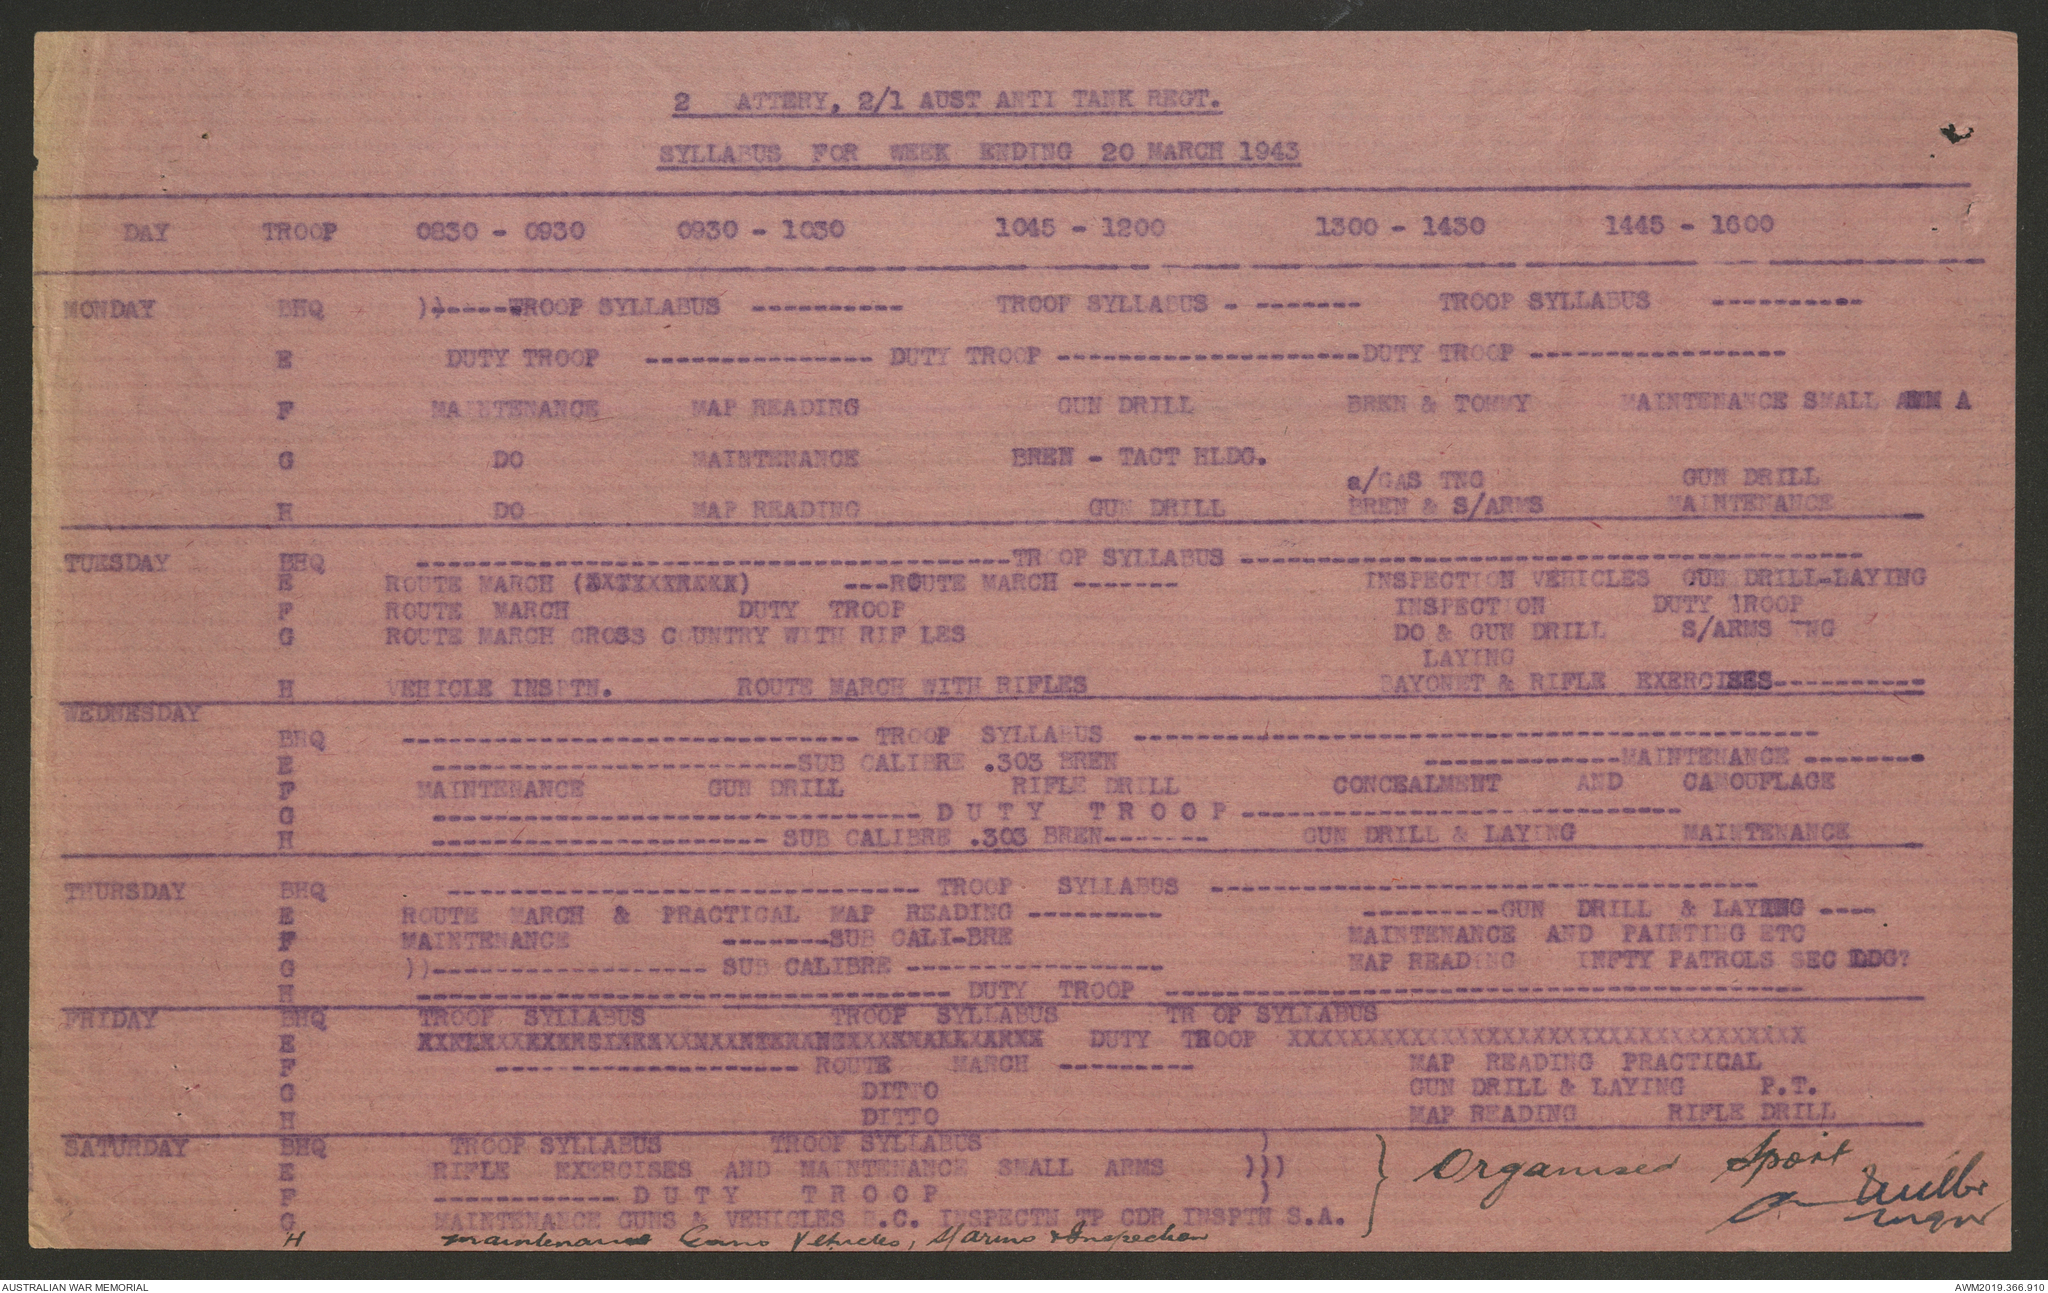 2 ATTERY, 2/1 AUST ANTI TANK REGT.
SYLLABUS FOR WEEK ENDING 20 MARCH 1943
DAY TROOP 0830 - 0930 0930 - 1030 1045 - 1200 1300 - 1430 1445 - 1600
MONDAY BHQ ))-----TROOP SYLLABUS ---------- TROOP SYLLABUS - ------- TROOP SYLLABUS ----------
E DUTY TROOP --------------- DUTY TROOP --------------------DUTY TROOP -----------------
F MAINTENANCE MAP READING GUN DRILL BREN & TOMMY MAINTENANCE SMALL A
G DO MAINTENANCE BREN - TACT HLDG.
a/GAS TNG GUN DRILL
H DO MAP READING GUN DRILL BREN & S/ARMS MAINTENANCE
TUESDAY BHQ ---------------------------------------TROOP SYLLABUS -----------------------------------------
E ROUTE MARCH ---ROUTE MARCH ------- INSPECTION VEHICLES GUN DRILL-LAYING
F ROUTE MARCH DUTY TROOP INSPECTION DUTY TROOP
G ROUTE MARCH CROSS COUNTRY WITH RIF LES DO & GUN DRILL S/ARMS TNG
LAYING
H VEHICLE INSPTN. ROUTE MARCH WITH RIFLES BAYONET & RIFLE EXERCISES----------
WEDNESDAY
BHQ ------------------------------ TROOP SYLLABUS ---------------------------------------------
E ------------------------SUB CALIBRE .303 BREN -------------MAINTENANCE --------
F MAINTENANCE GUN DRILL RIFLE DRILL CONCEALMENT AND CAMOUFLAGE
G -------------------------------- D U T Y T R O O P -----------------------------
H ---------------------- SUB CALIBRE .303 BREN------- GUN DRILL & LAYING MAINTENANCE
THURSDAY BHQ ------------------------------- TROOP SYLLABUS ------------------------------------
E ROUTE MARCH & PRACTICAL MAP READING --------- ---------GUN DRILL & LAYING ----
F MAINTENANCE -------SUB CALI-BRE MAINTENANCE AND PAINTING ETC
G ))------------------ SUB CALIBRE ----------------- MAP READING INFTY PATROLS SEC LDG?
H ----------------------------------- DUTY TROOP ------------------------------------------
FRIDAY BHQ TROOP SYLLABUS TROOP SYLLABUS TR OP SYLLABUS
E DUTY TROOP XXXXXXXXXXXXXXXXXXXXXXXXXXXXXXXXXX
F -------------------- ROUTE MARCH --------- MAP READING PRACTICAL
G DITTO GUN DRILL & LAYING P.T.
H DITTO MAP READING RIFLE DRILL
SATURDAY BHQ TROOP SYLLABUS TROOP SYLLABUS )
E RIFLE EXERCISES AND MAINTENANCE SMALL ARMS ))) } Organised Sport
F ------------ D U T Y T R O O P )
G MAINTENANCE GUNS & VEHICLES B.C. INSPECTN TP CDR INSPTN S.A.
H maintenance Guns Vehicles, S/arms & Inspection
AUSTRALIAN WAR MEMORIAL AWM2019.366.910